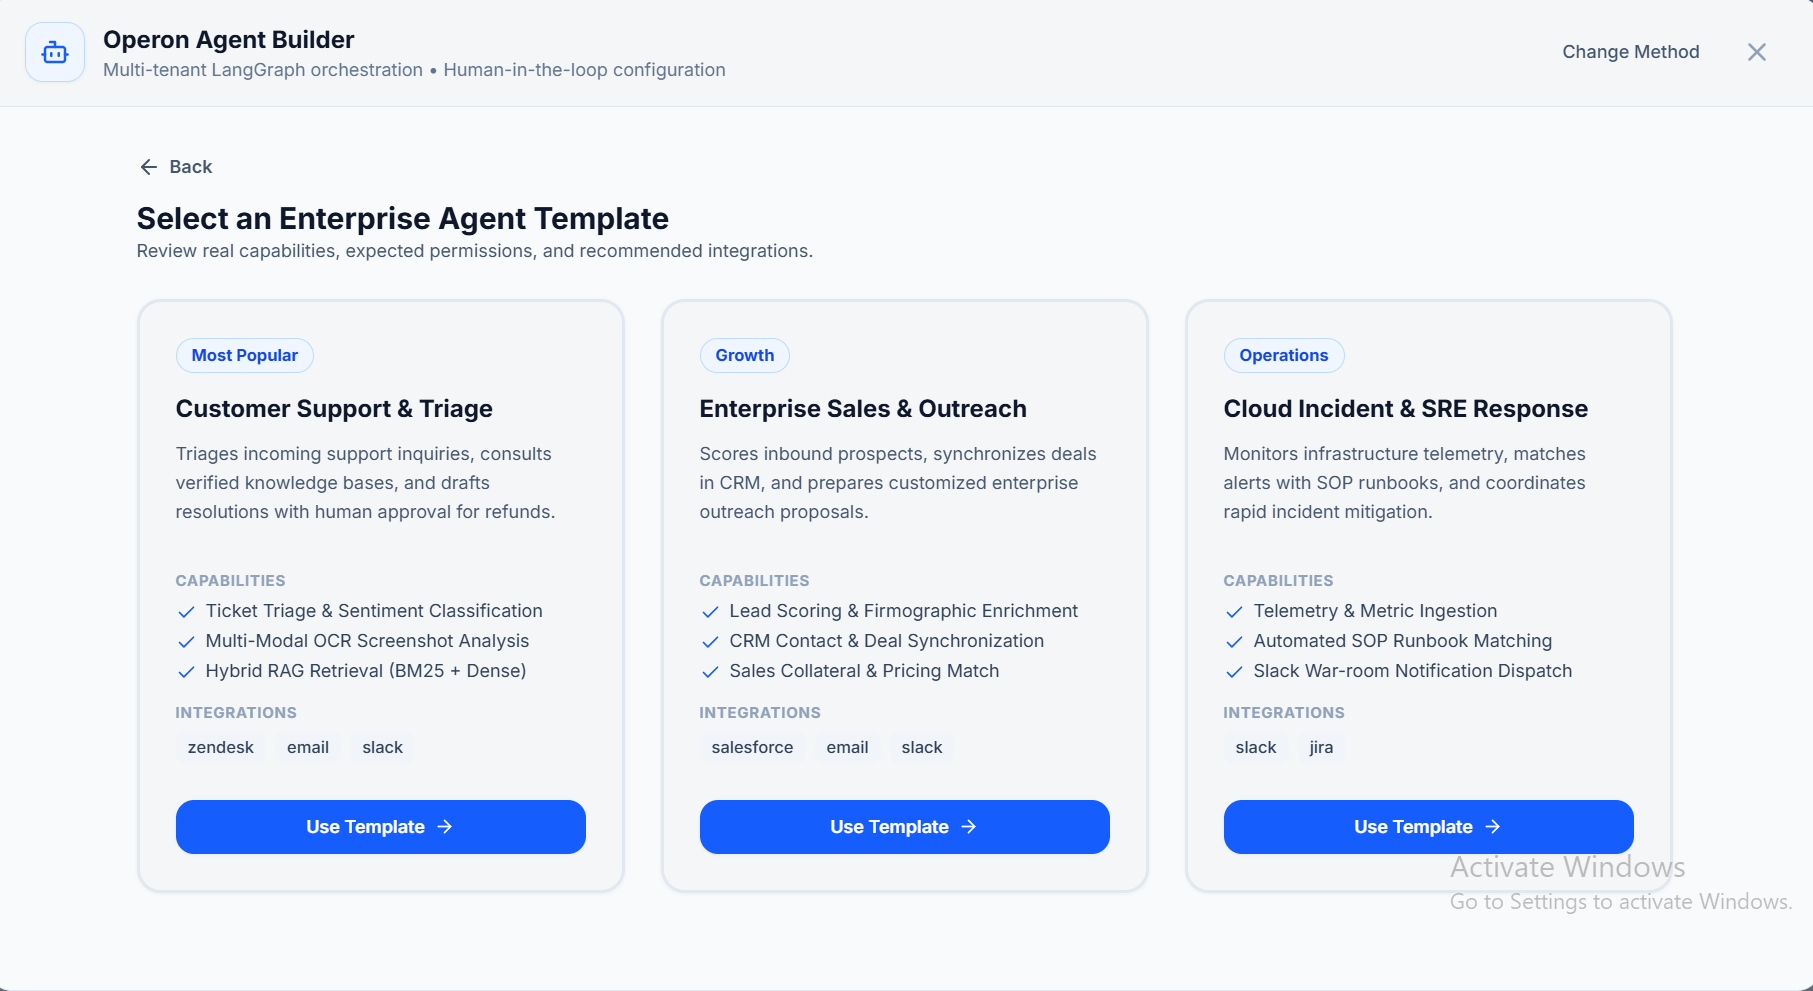 Operon Agent Builder
Multi-tenant LangGraph orchestration • Human-in-the-loop configuration
Change Method
Back
Select an Enterprise Agent Template
Review real capabilities, expected permissions, and recommended integrations.
Most Popular
Customer Support & Triage
Triages incoming support inquiries, consults
verified knowledge bases, and drafts
resolutions with human approval for refunds.
CAPABILITIES
Ticket Triage & Sentiment Classification
Multi-Modal OCR Screenshot Analysis
Hybrid RAG Retrieval (BM25 + Dense)
INTEGRATIONS
zendesk email slack
Use Template →
Growth
Enterprise Sales & Outreach
Scores inbound prospects, synchronizes deals
in CRM, and prepares customized enterprise
outreach proposals.
CAPABILITIES
Lead Scoring & Firmographic Enrichment
CRM Contact & Deal Synchronization
Sales Collateral & Pricing Match
INTEGRATIONS
salesforce email slack
Use Template →
Operations
Cloud Incident & SRE Response
Monitors infrastructure telemetry, matches
alerts with SOP runbooks, and coordinates
rapid incident mitigation.
CAPABILITIES
Telemetry & Metric Ingestion
Automated SOP Runbook Matching
Slack War-room Notification Dispatch
INTEGRATIONS
slack jira
Use Template →
Activate Windows
Go to Settings to activate Windows.